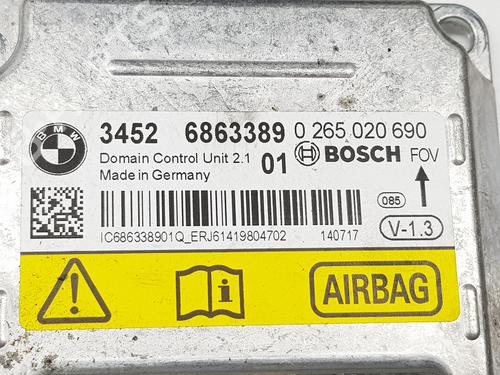 BMW
3452 6863389 0 265 020 690
Domain Control Unit 2.1 01 BOSCH FOV
Made in Germany
085
V-1.3
IC686338901Q_ERJ61419804702 140717
AIRBAG